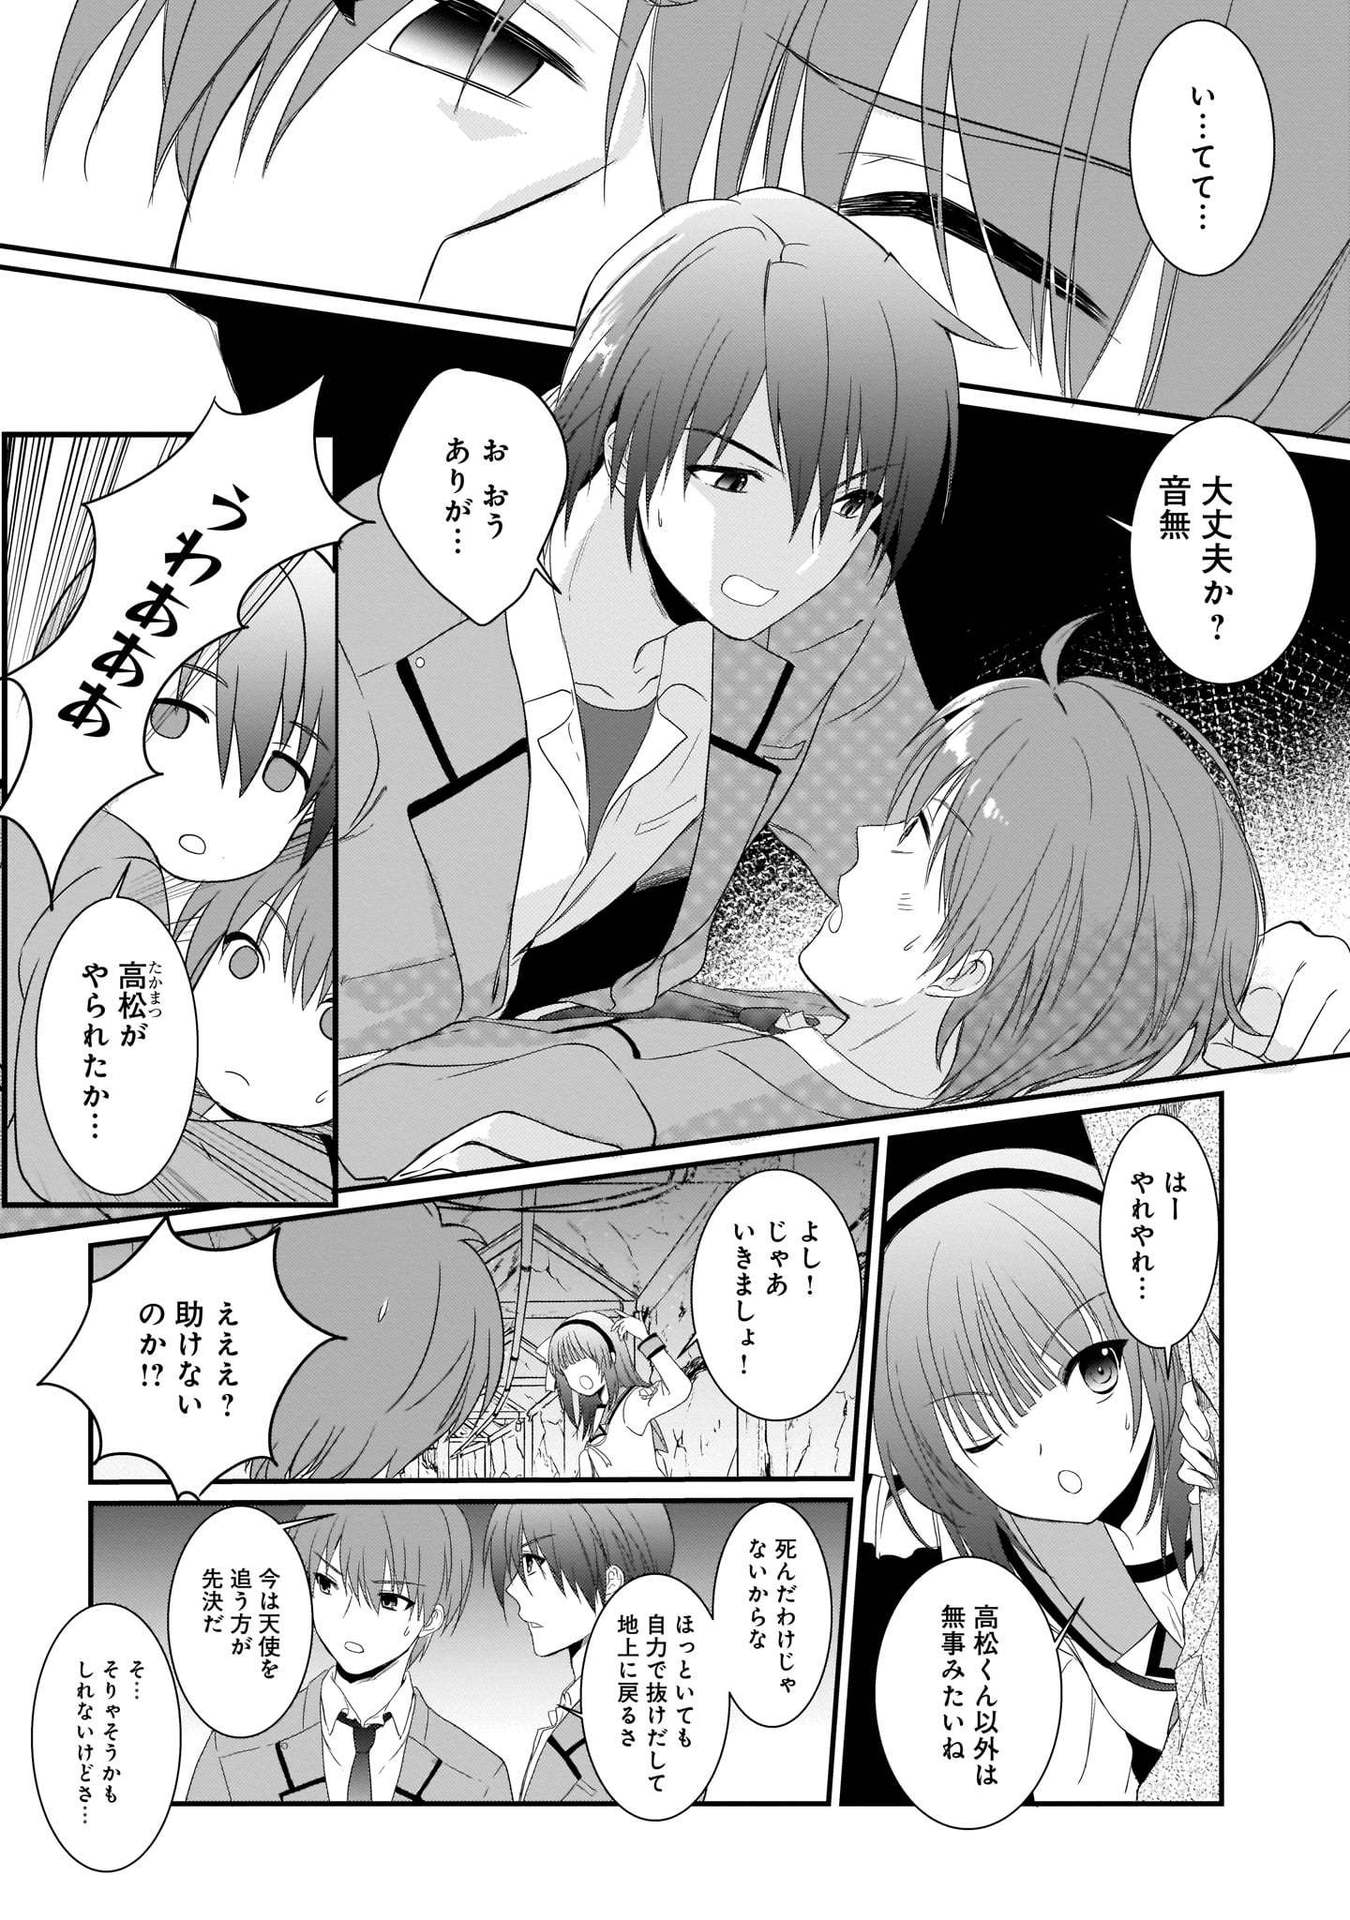 い…てて…
大丈夫か?
音無
お おう
ありが…
うわあああ
高松が
たかまつ
やられたか…
はー
やれやれ…
高松くん以外は
無事みたいね
よし!
じゃあ
いきましょ!
えええ?
助けない
のか!?
死んだわけじゃ
ないからな
ほっといても
自力で抜けだして
地上に戻るさ
今は天使を
追う方が
先決だ
そ…
そりゃそうかも
しれないけどさ…